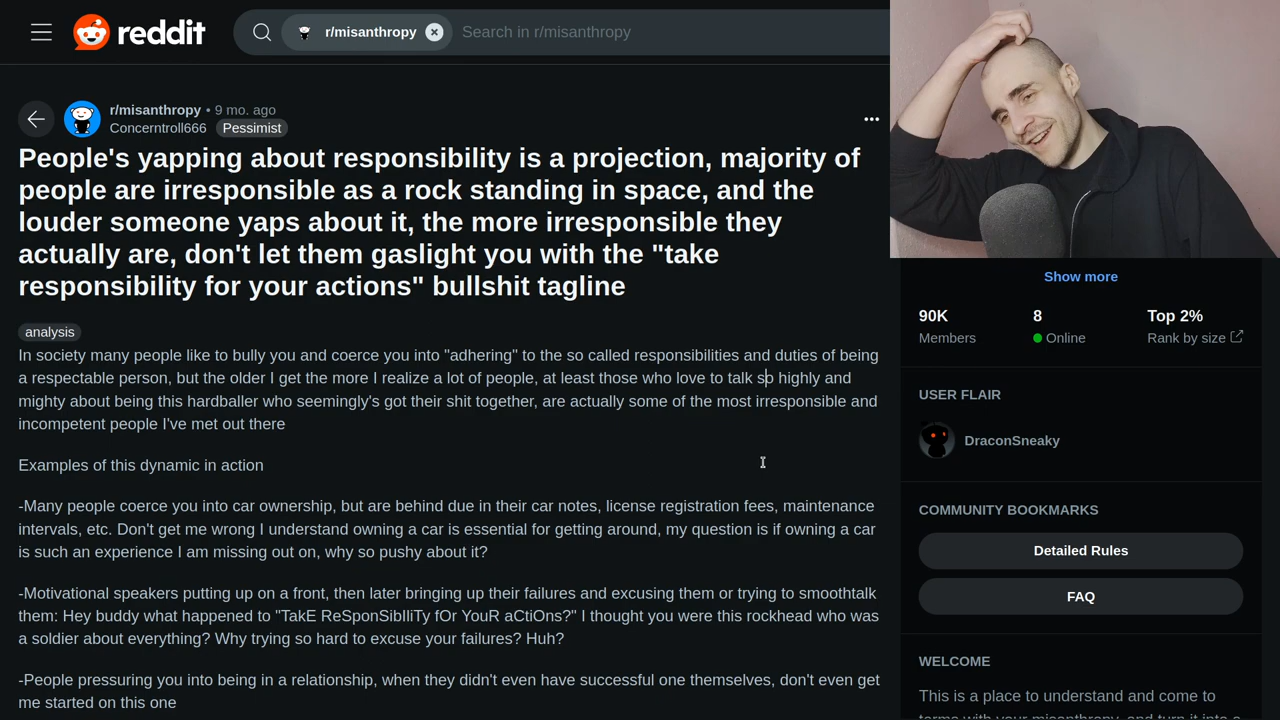 reddit
r/misanthropy
Search in r/misanthropy
r/misanthropy • 9 mo. ago
Concerntroll666 Pessimist
People's yapping about responsibility is a projection, majority of
people are irresponsible as a rock standing in space, and the
louder someone yaps about it, the more irresponsible they
actually are, don't let them gaslight you with the "take
responsibility for your actions" bullshit tagline
analysis
In society many people like to bully you and coerce you into "adhering" to the so called responsibilities and duties of being
a respectable person, but the older I get the more I realize a lot of people, at least those who love to talk so highly and
mighty about being this hardballer who seemingly's got their shit together, are actually some of the most irresponsible and
incompetent people I've met out there
Examples of this dynamic in action
-Many people coerce you into car ownership, but are behind due in their car notes, license registration fees, maintenance
intervals, etc. Don't get me wrong I understand owning a car is essential for getting around, my question is if owning a car
is such an experience I am missing out on, why so pushy about it?
-Motivational speakers putting up on a front, then later bringing up their failures and excusing them or trying to smoothtalk
them: Hey buddy what happened to "TakE ReSponSibIliTy fOr YouR aCtiOns?" I thought you were this rockhead who was
a soldier about everything? Why trying so hard to excuse your failures? Huh?
-People pressuring you into being in a relationship, when they didn't even have successful one themselves, don't even get
me started on this one
Show more
90K 8 Top 2%
Members Online Rank by size
USER FLAIR
DraconSneaky
COMMUNITY BOOKMARKS
Detailed Rules
FAQ
WELCOME
This is a place to understand and come to
terms with your misanthropy, and turn it into a